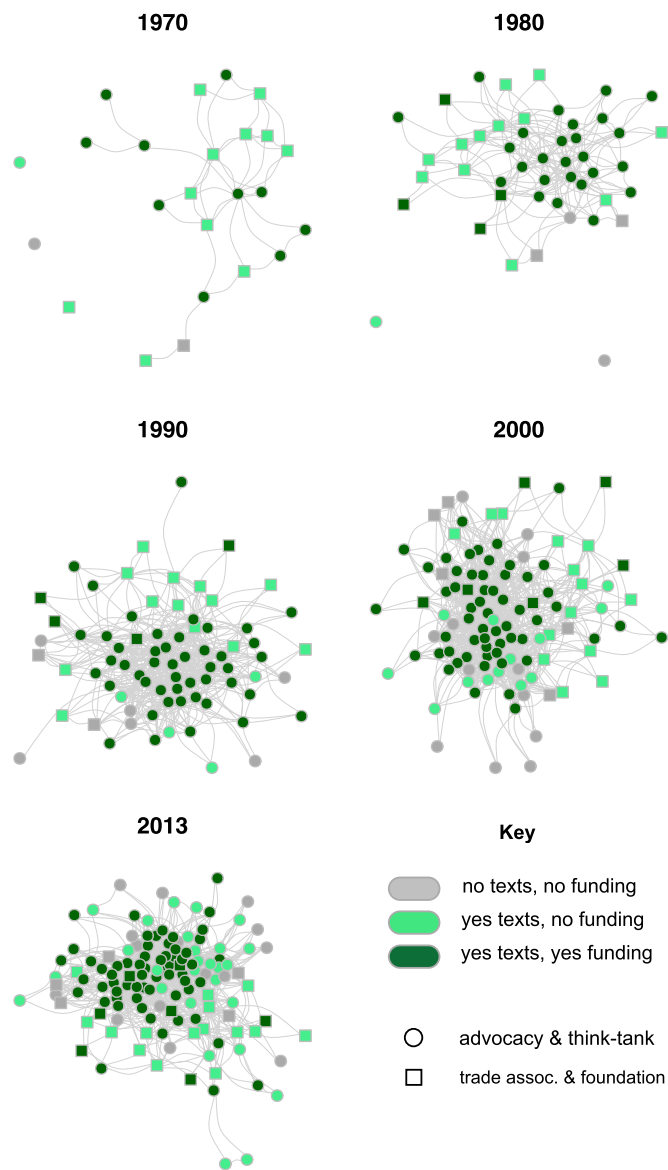 1970
1980
1990
2000
2013
Key
no texts, no funding
yes texts, no funding
yes texts, yes funding
advocacy & think-tank
trade assoc. & foundation